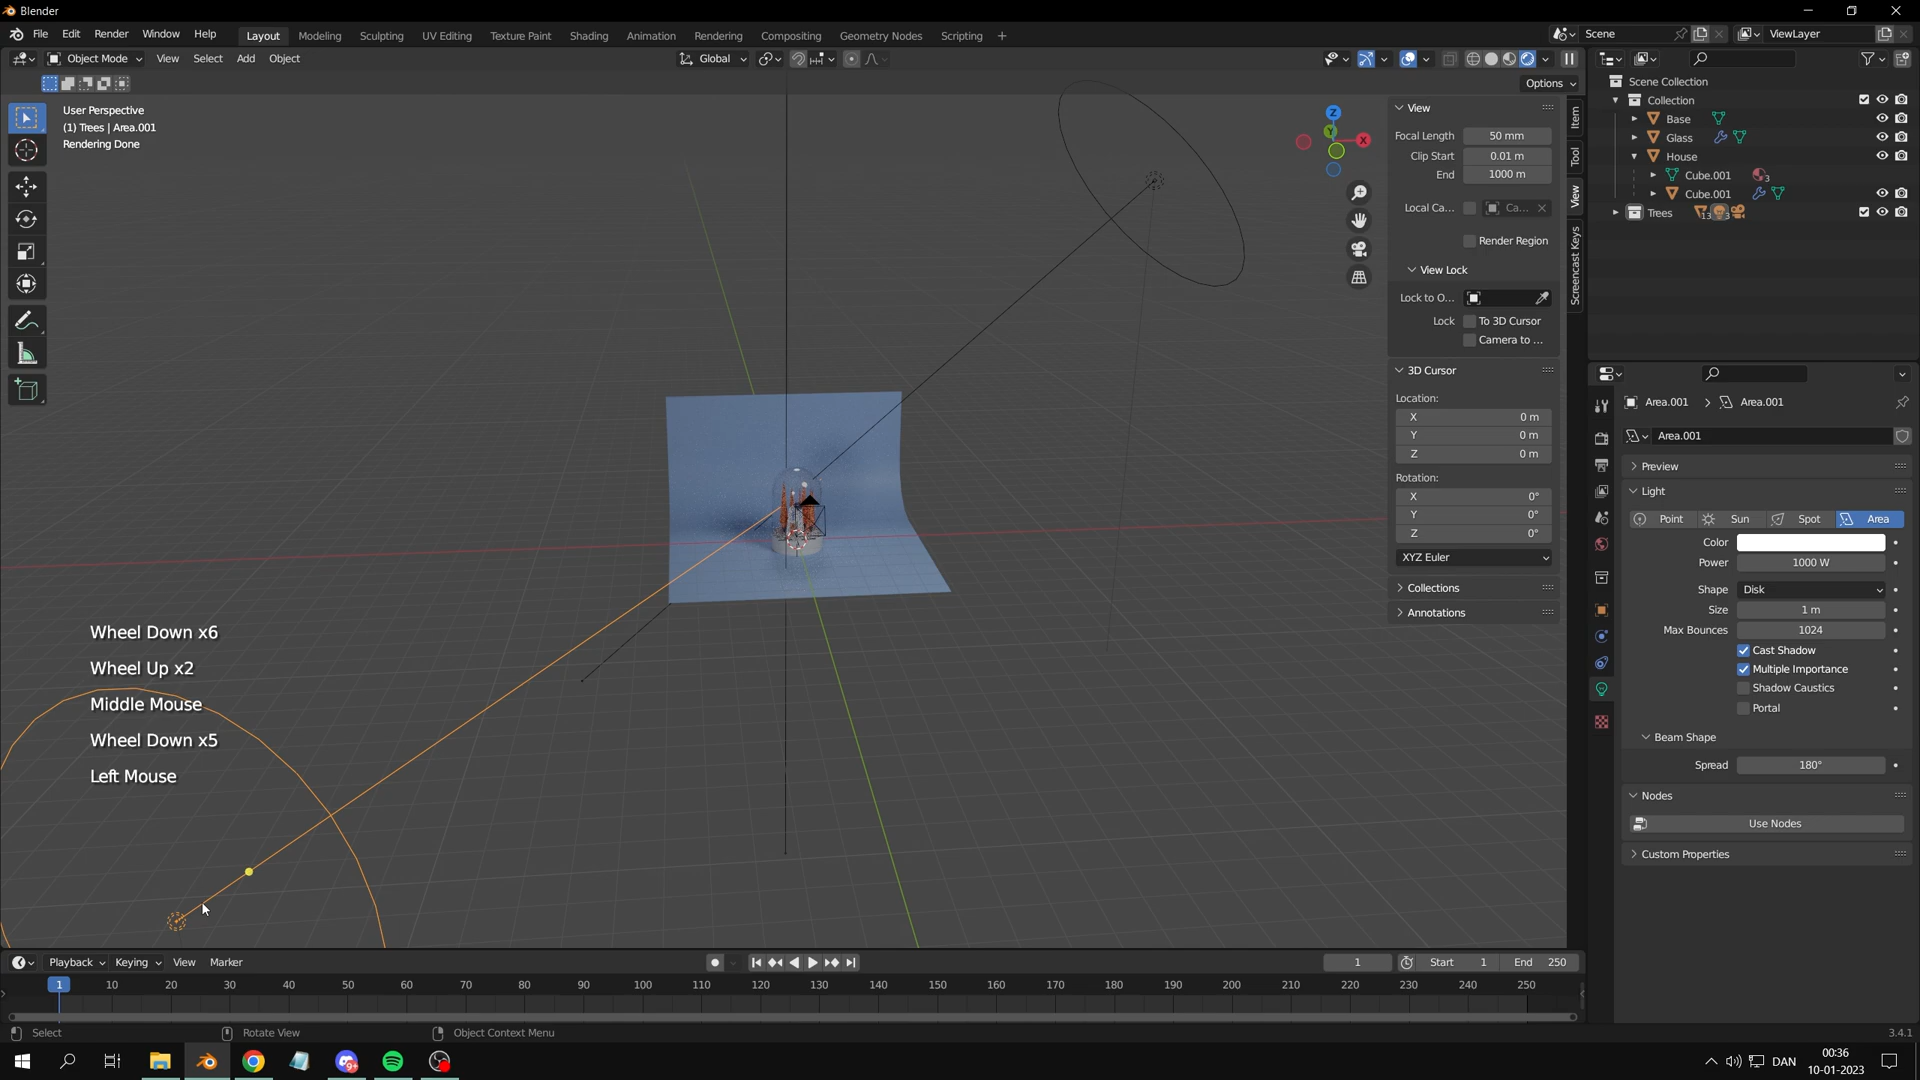 Blender
File Edit Render Window Help Layout Modeling Sculpting UV Editing Texture Paint Shading Animation Rendering Compositing Geometry Nodes Scripting + Scene ViewLayer
Object Mode View Select Add Object Global
Options
User Perspective
(1) Trees | Area.001
Rendering Done
Z
Y
X
View
Focal Length 50 mm
Clip Start 0.01 m
End 1000 m
Local Ca... Ca...
Render Region
View Lock
Lock to O...
Lock To 3D Cursor
Camera to ...
3D Cursor
Location:
X 0 m
Y 0 m
Z 0 m
Rotation:
X 0°
Y 0°
Z 0°
XYZ Euler
Collections
Annotations
Item
Tool
View
Screencast Keys
Scene Collection
Collection
Base
Glass
House
Cube.001 3
Cube.001
Trees 13 3
Area.001 Area.001
Area.001
Preview
Light
Point Sun Spot Area
Color
Power 1000 W
Shape Disk
Size 1 m
Max Bounces 1024
Cast Shadow
Multiple Importance
Shadow Caustics
Portal
Beam Shape
Spread 180°
Nodes
Use Nodes
Custom Properties
Wheel Down x6
Wheel Up x2
Middle Mouse
Wheel Down x5
Left Mouse
Playback Keying View Marker 1 Start 1 End 250
1 10 20 30 40 50 60 70 80 90 100 110 120 130 140 150 160 170 180 190 200 210 220 230 240 250
Select Rotate View Object Context Menu 3.4.1
9+
DAN
00:36
10-01-2023